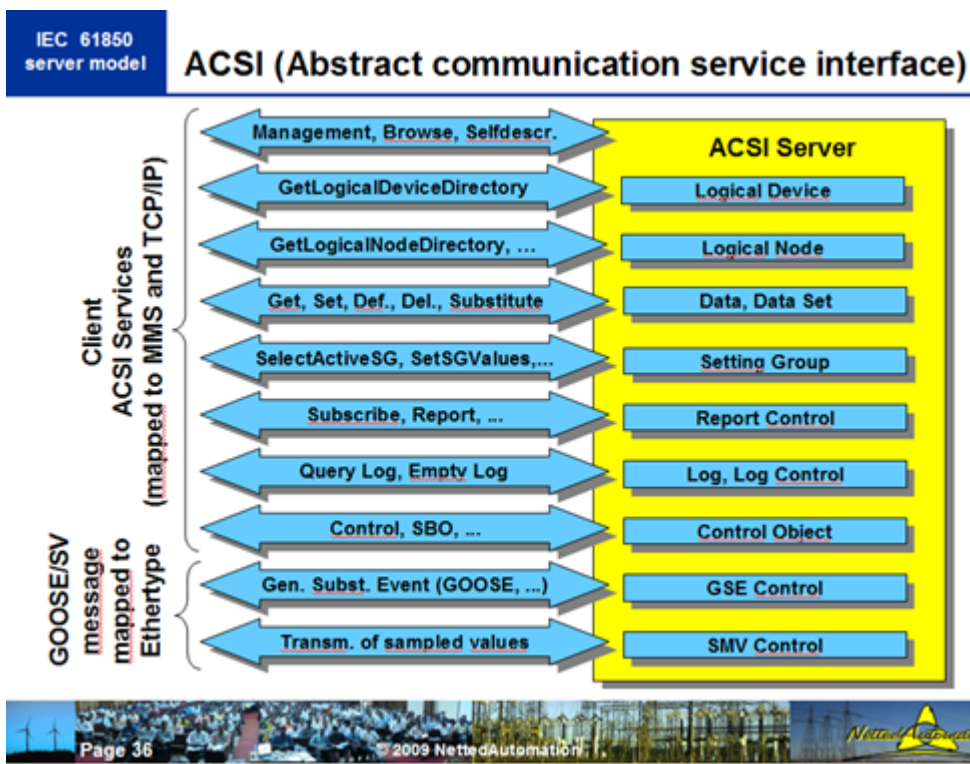 IEC 61850
server model
ACSI (Abstract communication service interface)
Client
ACSI Services
(mapped to MMS and TCP/IP)
GOOSE/SV
message
mapped to
Ethertype
Management, Browse, Selfdescr.
ACSI Server
GetLogicalDeviceDirectory
Logical Device
GetLogicalNodeDirectory, ...
Logical Node
Get, Set, Def., Del., Substitute
Data, Data Set
SelectActiveSG, SetSGValues,...
Setting Group
Subscribe, Report, ...
Report Control
Query Log, Empty Log
Log, Log Control
Control, SBO, ...
Control Object
Gen. Subst. Event (GOOSE, ...)
GSE Control
Transm. of sampled values
SMV Control
Page 36
© 2009 NettedAutomation